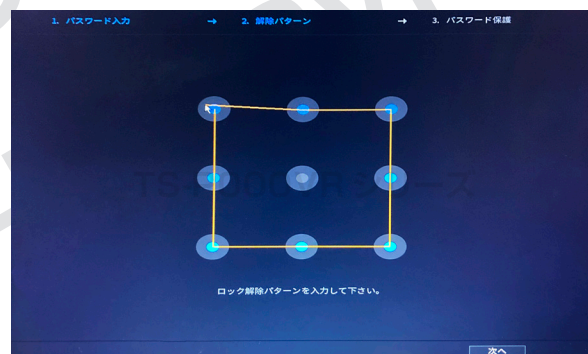 1. パスワード入力 → 2. 解除パターン → 3. パスワード保護
ロック解除パターンを入力して下さい。
次へ